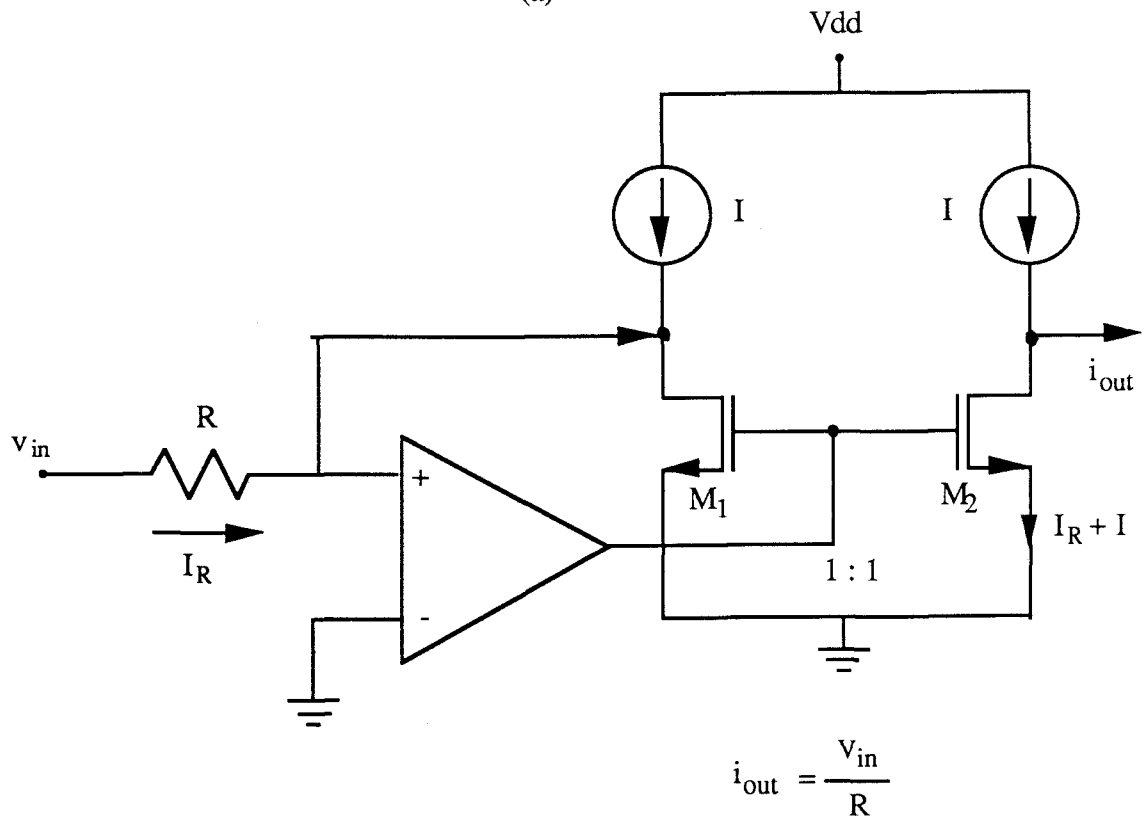 (a)
Vdd
I
I
i_out
R
v_in
+
M_1
M_2
I_R + I
I_R
1 : 1
-
i_out = v_in / R